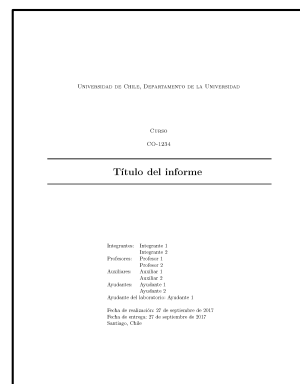 Universidad de Chile, Departamento de la Universidad
Curso
CO-1234
Título del informe
Integrantes: Integrante 1
Integrante 2
Profesores: Profesor 1
Profesor 2
Auxiliares: Auxiliar 1
Auxiliar 2
Ayudantes: Ayudante 1
Ayudante 2
Ayudante del laboratorio: Ayudante 1
Fecha de realización: 27 de septiembre de 2017
Fecha de entrega: 27 de septiembre de 2017
Santiago, Chile